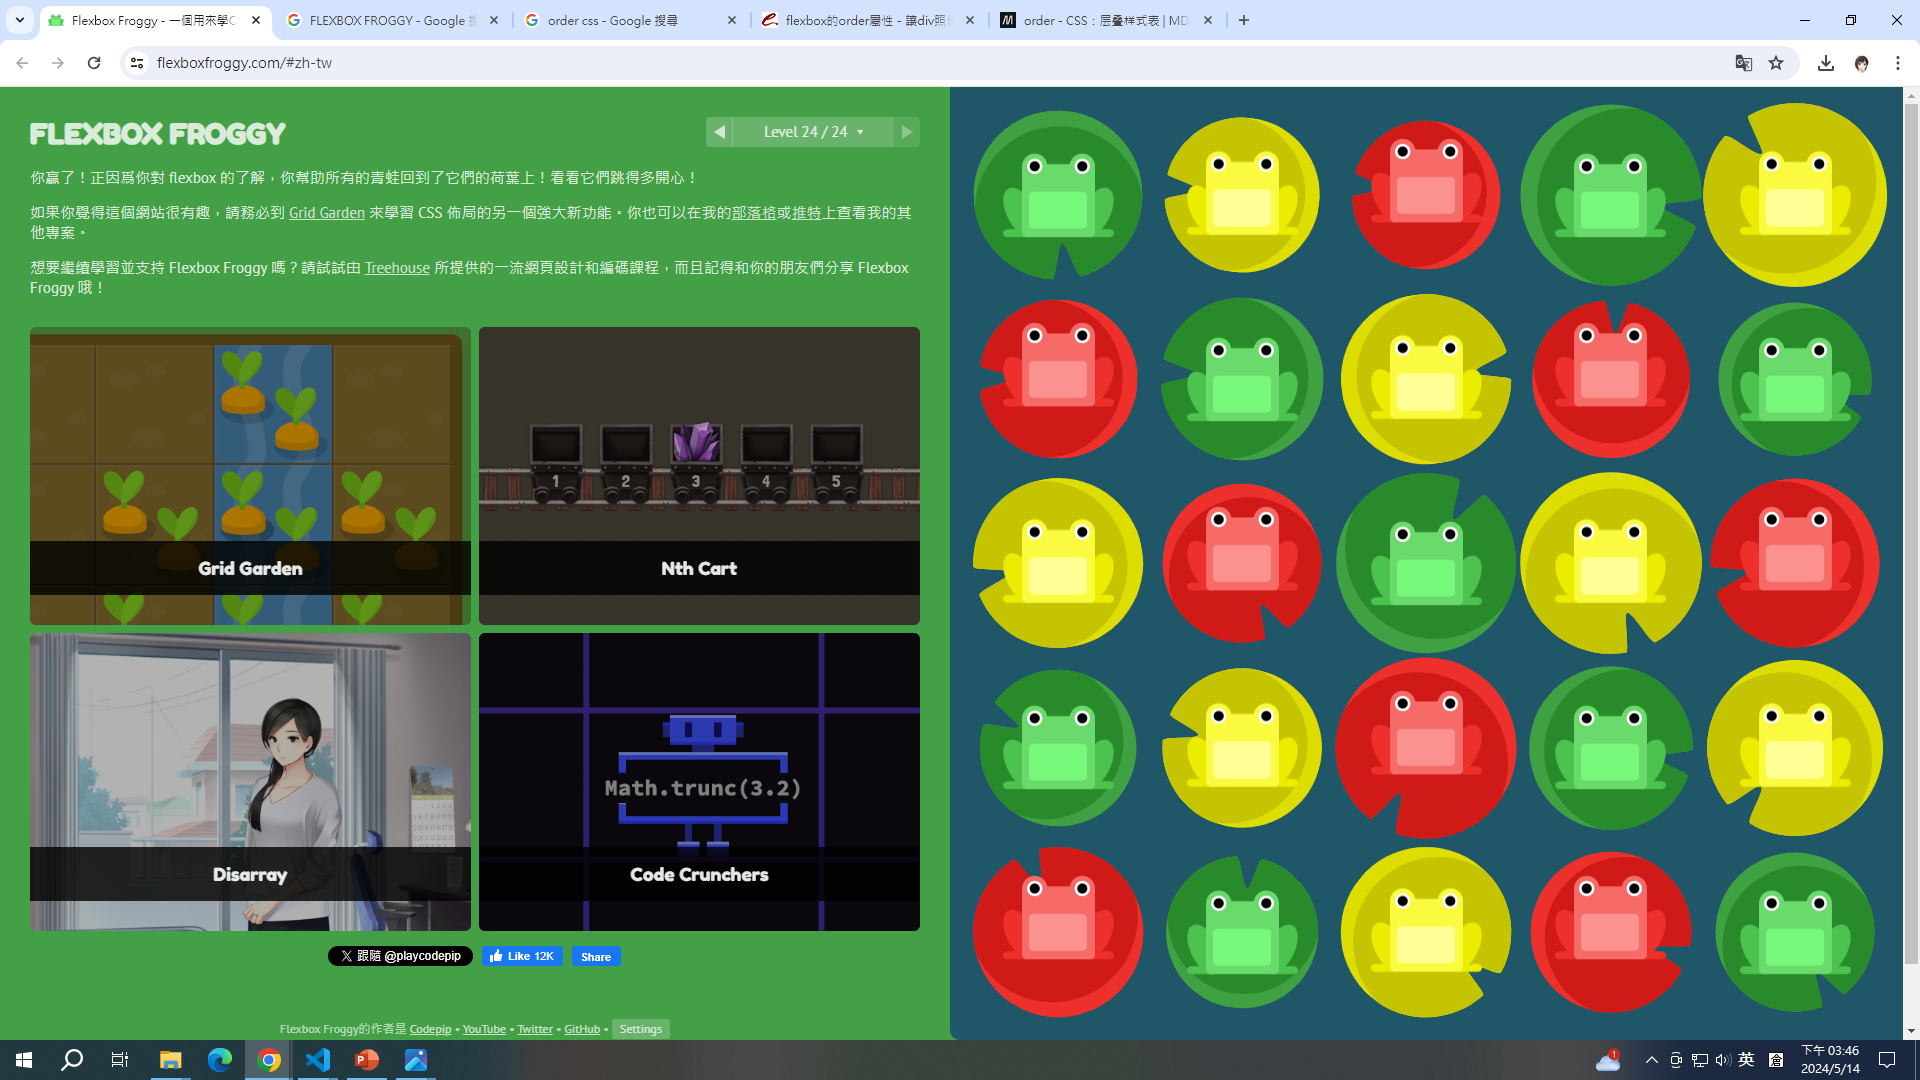 Flexbox Froggy - 一個用來學C
FLEXBOX FROGGY - Google 搜
order css - Google 搜尋
flexbox的order屬性 - 讓div照
order - CSS：层叠样式表 | MD
flexboxfroggy.com/#zh-tw
FLEXBOX FROGGY
Level 24 / 24
你贏了！正因爲你對 flexbox 的了解，你幫助所有的青蛙回到了它們的荷葉上！看看它們跳得多開心！
如果你覺得這個網站很有趣，請務必到 Grid Garden 來學習 CSS 佈局的另一個強大新功能。你也可以在我的部落格或推特上查看我的其
他專案。
想要繼續學習並支持 Flexbox Froggy 嗎？請試試由 Treehouse 所提供的一流網頁設計和編碼課程，而且記得和你的朋友們分享 Flexbox
Froggy 哦！
1 2 3 4 5
Grid Garden
Nth Cart
Math.trunc(3.2)
Disarray
Code Crunchers
跟隨 @playcodepip
Like 12K
Share
Flexbox Froggy的作者是 Codepip • YouTube • Twitter • GitHub • Settings
1
英
下午 03:46
2024/5/14